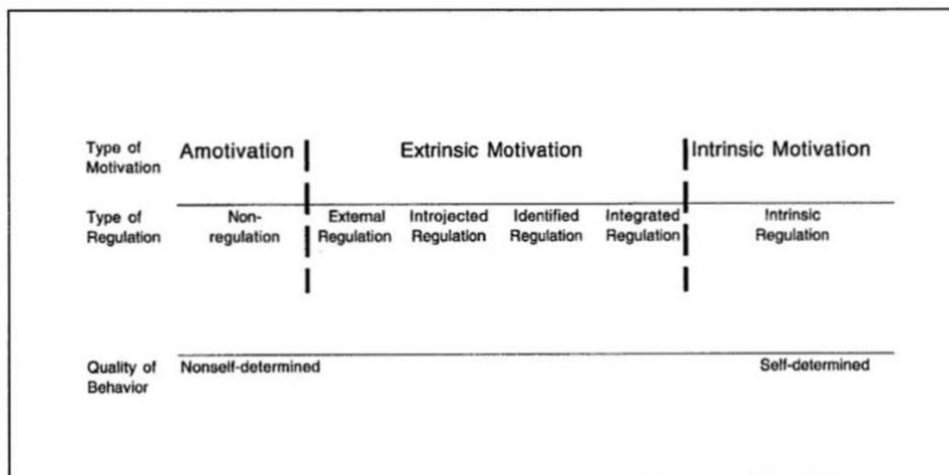 Type of Motivation
Amotivation
Extrinsic Motivation
Intrinsic Motivation
Type of Regulation
Non-regulation
External Regulation
Introjected Regulation
Identified Regulation
Integrated Regulation
Intrinsic Regulation
Quality of Behavior
Nonself-determined
Self-determined